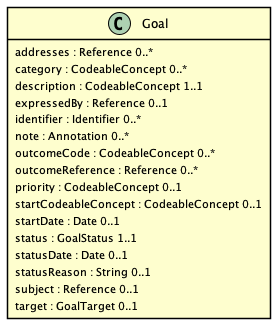 C Goal
addresses : Reference 0..*
category : CodeableConcept 0..*
description : CodeableConcept 1..1
expressedBy : Reference 0..1
identifier : Identifier 0..*
note : Annotation 0..*
outcomeCode : CodeableConcept 0..*
outcomeReference : Reference 0..*
priority : CodeableConcept 0..1
startCodeableConcept : CodeableConcept 0..1
startDate : Date 0..1
status : GoalStatus 1..1
statusDate : Date 0..1
statusReason : String 0..1
subject : Reference 0..1
target : GoalTarget 0..1